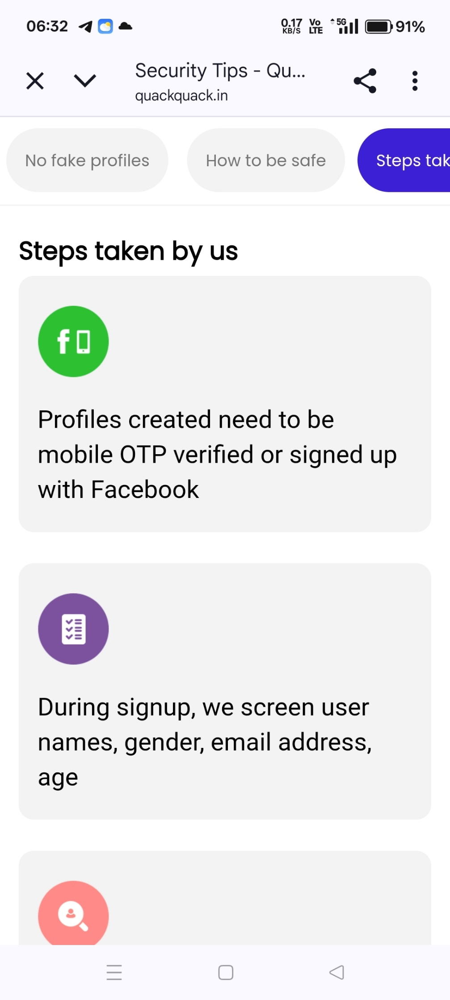 06:32
0.17 KB/S Vo LTE 5G 91%
Security Tips - Qu...
quackquack.in
No fake profiles How to be safe Steps tak
Steps taken by us
f
Profiles created need to be
mobile OTP verified or signed up
with Facebook
During signup, we screen user
names, gender, email address,
age